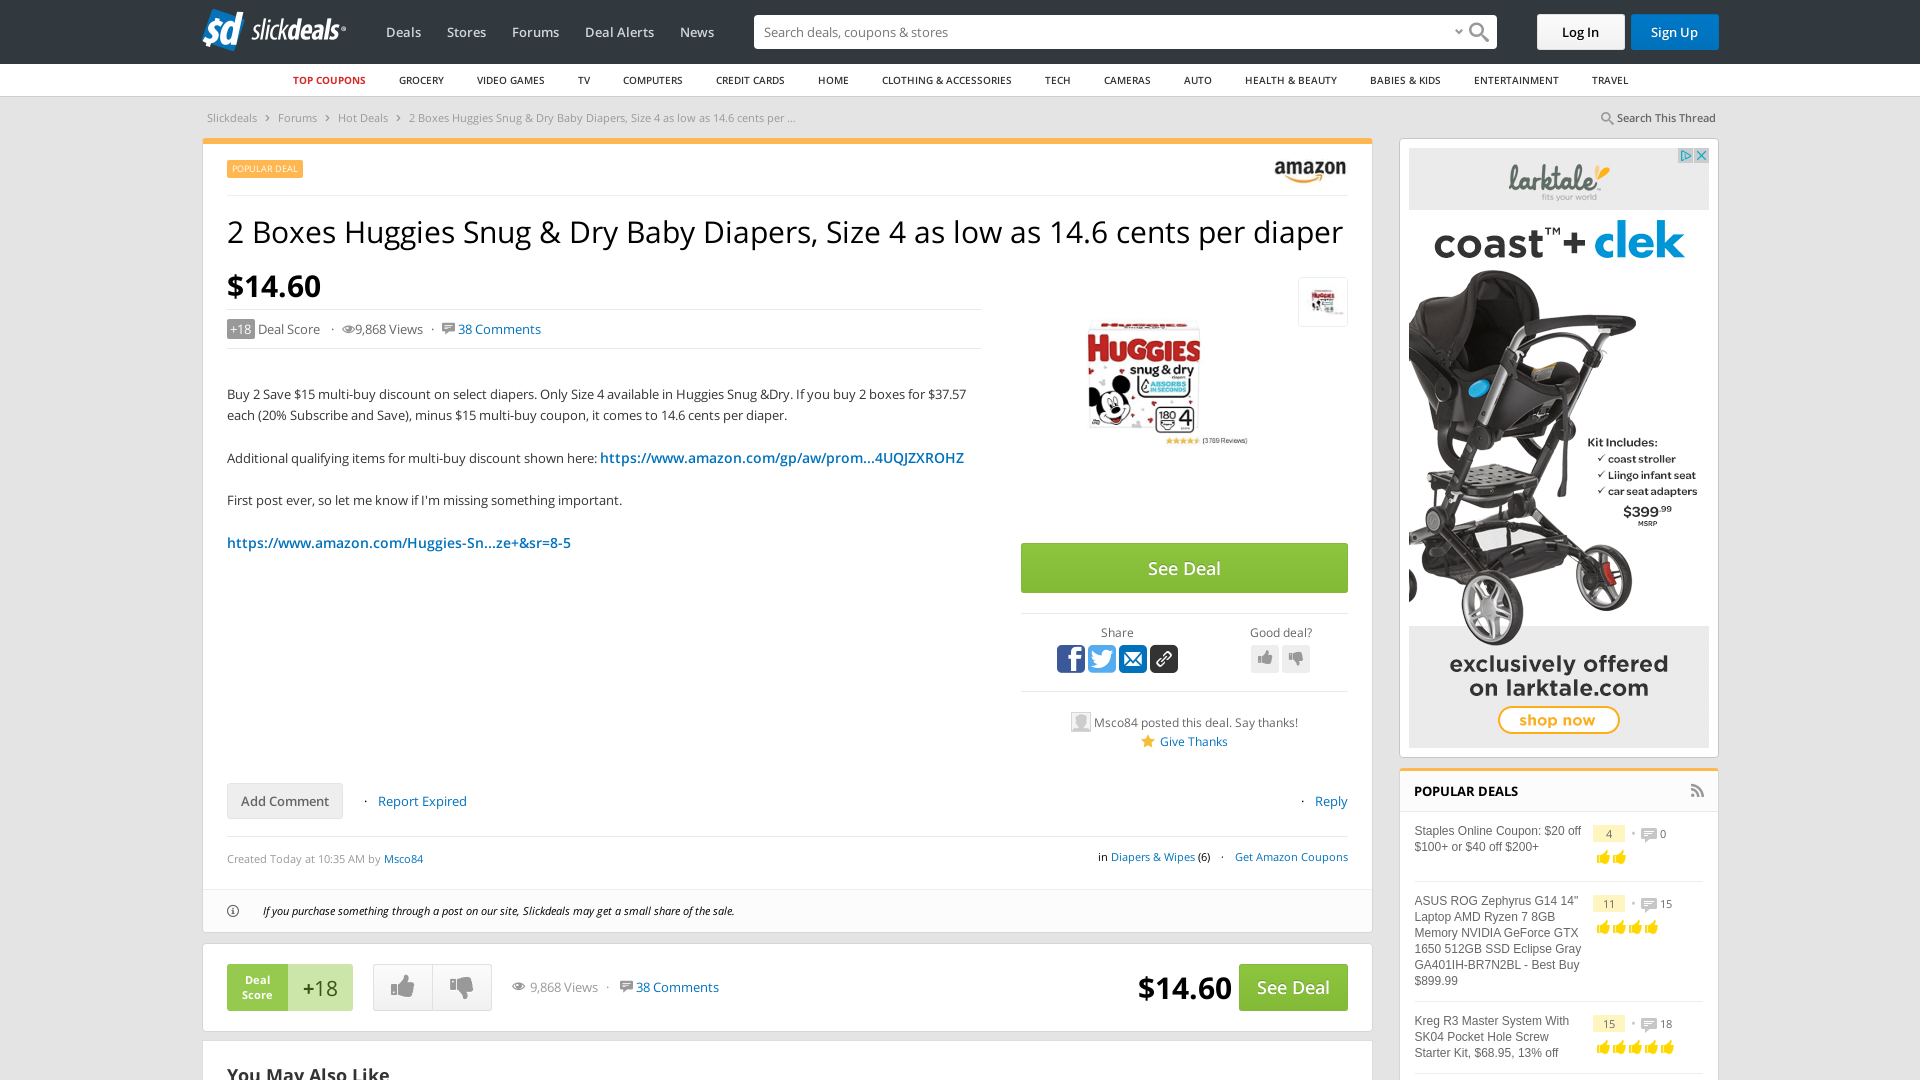 slickdeals
Deals
Stores
Forums
Deal Alerts
News
Search deals, coupons & stores
Log In
Sign Up
TOP COUPONS
GROCERY
VIDEO GAMES
TV
COMPUTERS
CREDIT CARDS
HOME
CLOTHING & ACCESSORIES
TECH
CAMERAS
AUTO
HEALTH & BEAUTY
BABIES & KIDS
ENTERTAINMENT
TRAVEL
Slickdeals › Forums › Hot Deals › 2 Boxes Huggies Snug & Dry Baby Diapers, Size 4 as low as 14.6 cents per ...
Search This Thread
POPULAR DEAL
amazon
2 Boxes Huggies Snug & Dry Baby Diapers, Size 4 as low as 14.6 cents per diaper
$14.60
+18 Deal Score · 9,868 Views · 38 Comments
Buy 2 Save $15 multi-buy discount on select diapers. Only Size 4 available in Huggies Snug &Dry. If you buy 2 boxes for $37.57
each (20% Subscribe and Save), minus $15 multi-buy coupon, it comes to 14.6 cents per diaper.
Additional qualifying items for multi-buy discount shown here: https://www.amazon.com/gp/aw/prom...4UQJZXROHZ
First post ever, so let me know if I'm missing something important.
https://www.amazon.com/Huggies-Sn...ze+&sr=8-5
HUGGIES
snug & dry
ABSORBS
IN SECONDS
180 4
(3769 Reviews)
See Deal
Share
Good deal?
Msco84 posted this deal. Say thanks!
Give Thanks
Add Comment
· Report Expired
· Reply
Created Today at 10:35 AM by Msco84
in Diapers & Wipes (6) · Get Amazon Coupons
If you purchase something through a post on our site, Slickdeals may get a small share of the sale.
Deal
Score
+18
9,868 Views · 38 Comments
$14.60
See Deal
You May Also Like
larktale
fits your world
coast™+ clek
Kit Includes:
✓ coast stroller
✓ Liingo infant seat
✓ car seat adapters
$399.99
MSRP
exclusively offered
on larktale.com
shop now
POPULAR DEALS
Staples Online Coupon: $20 off
$100+ or $40 off $200+
4 · 0
ASUS ROG Zephyrus G14 14"
Laptop AMD Ryzen 7 8GB
Memory NVIDIA GeForce GTX
1650 512GB SSD Eclipse Gray
GA401IH-BR7N2BL - Best Buy
$899.99
11 · 15
Kreg R3 Master System With
SK04 Pocket Hole Screw
Starter Kit, $68.95, 13% off
15 · 18